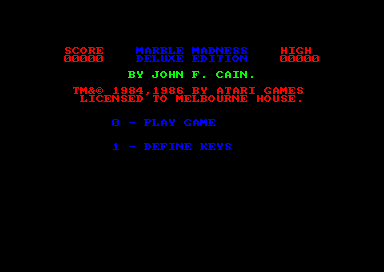 SCORE MARBLE MADNESS HIGH
00000 DELUXE EDITION 00000
BY JOHN F. CAIN.
TM&© 1984,1986 BY ATARI GAMES
LICENSED TO MELBOURNE HOUSE.
0 - PLAY GAME
1 - DEFINE KEYS